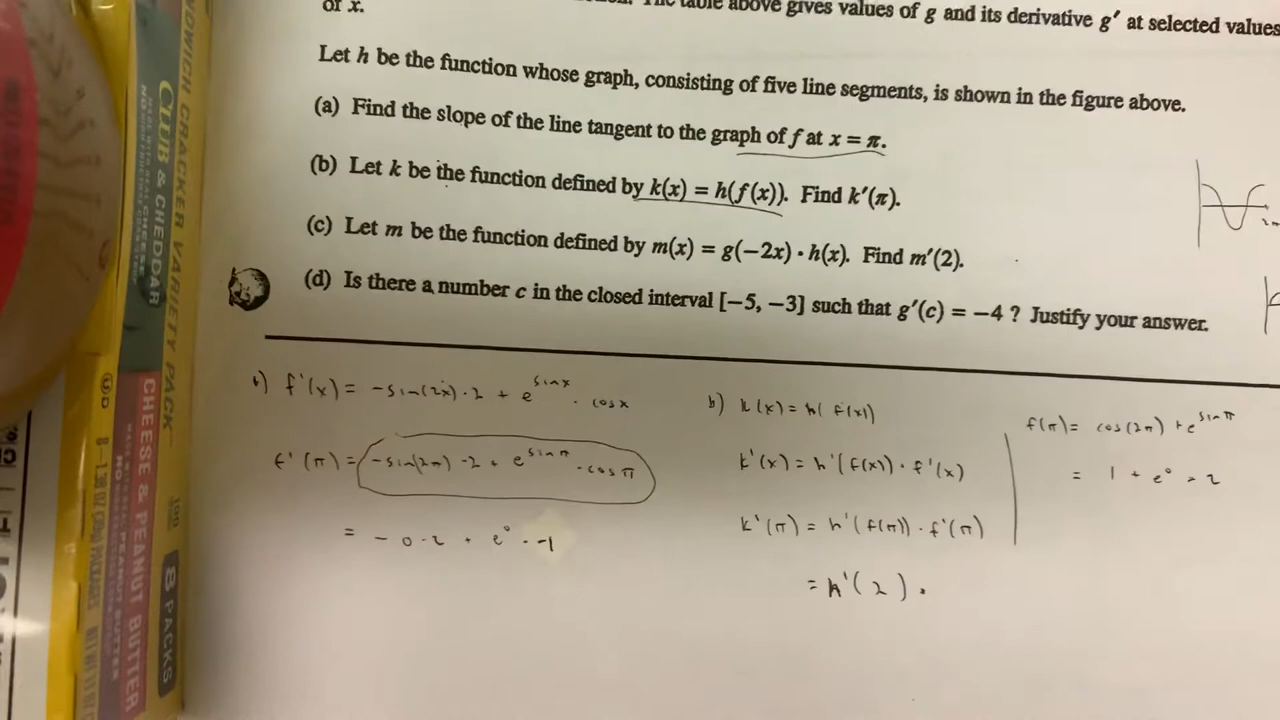 The table above gives values of g and its derivative g′ at selected values
of x.
Let h be the function whose graph, consisting of five line segments, is shown in the figure above.
(a) Find the slope of the line tangent to the graph of f at x = π.
(b) Let k be the function defined by k(x) = h(f(x)). Find k′(π).
(c) Let m be the function defined by m(x) = g(−2x) · h(x). Find m′(2).
(d) Is there a number c in the closed interval [−5, −3] such that g′(c) = −4 ? Justify your answer.
f'(x) = -sin(2x)·2 + e^sinx · cosx
f'(π) = -sin(2π)·2 + e^sinπ · cosπ
= -0·2 + e^0 · -1
b) k(x) = h(f(x))
k'(x) = h'(f(x)) · f'(x)
k'(π) = h'(f(π)) · f'(π)
= h'(2) ·
f(π) = cos(2π) + e^sinπ
= 1 + e^0 = 2
CLUB & CHEDDAR
CRACKER VARIETY PACK
CHEESE & PEANUT BUTTER
8 PACKS